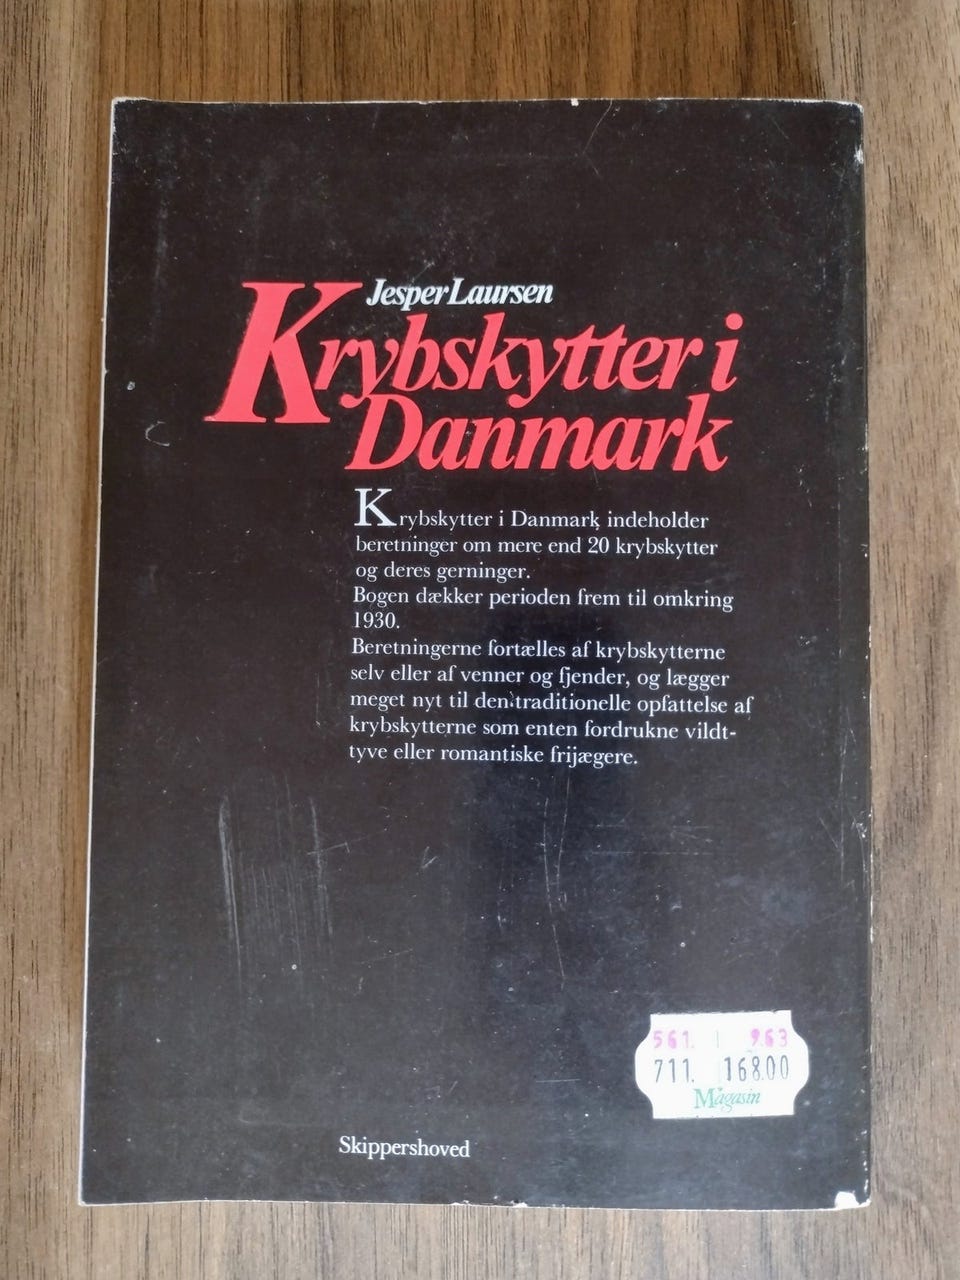 Jesper Laursen
Krybskytter i
Danmark
Krybskytter i Danmark indeholder
beretninger om mere end 20 krybskytter
og deres gerninger.
Bogen dækker perioden frem til omkring
1930.
Beretningerne fortælles af krybskytterne
selv eller af venner og fjender, og lægger
meget nyt til den traditionelle opfattelse af
krybskytterne som enten fordrukne vildt-
tyve eller romantiske frijægere.
561. 9.63
711. 168.00
Magasin
Skippershoved